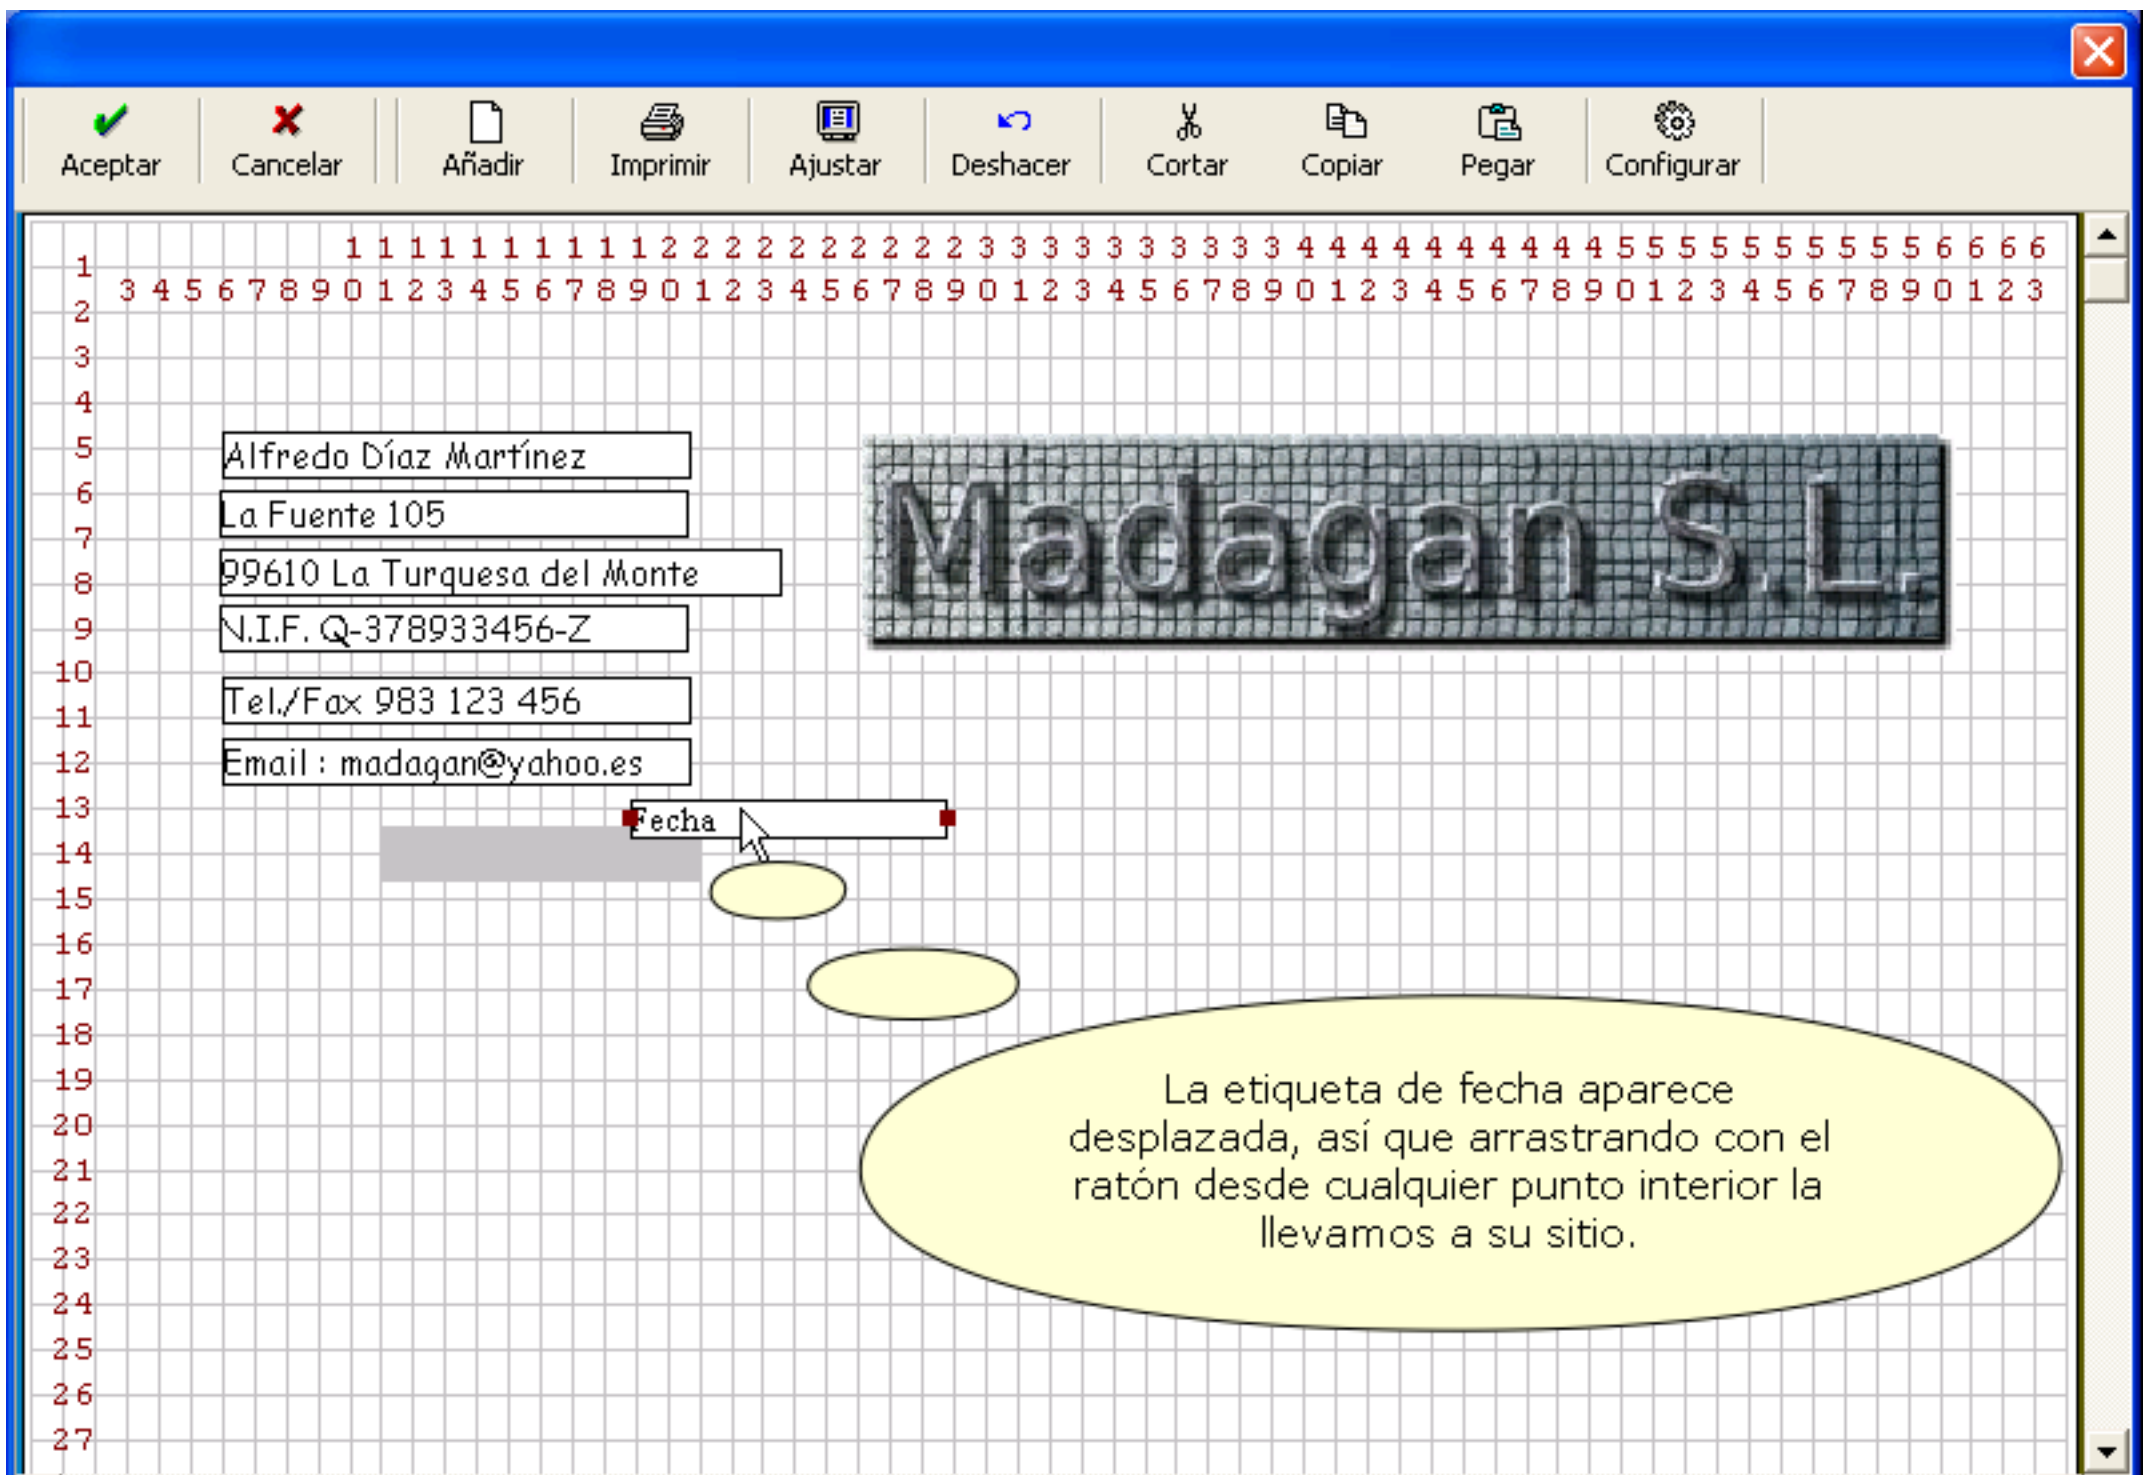 Aceptar Cancelar Añadir Imprimir Ajustar Deshacer Cortar Copiar Pegar Configurar
1 1 1 1 1 1 1 1 1 1 2 2 2 2 2 2 2 2 2 2 3 3 3 3 3 3 3 3 3 3 4 4 4 4 4 4 4 4 4 4 5 5 5 5 5 5 5 5 5 5 6 6 6 6
1
3 4 5 6 7 8 9 0 1 2 3 4 5 6 7 8 9 0 1 2 3 4 5 6 7 8 9 0 1 2 3 4 5 6 7 8 9 0 1 2 3 4 5 6 7 8 9 0 1 2 3 4 5 6 7 8 9 0 1 2 3
2
3
4
5 Alfredo Díaz Martínez
Madagan S.L.
6 La Fuente 105
7
8 99610 La Turquesa del Monte
9 N.I.F. Q-378933456-Z
10
Tel./Fax 983 123 456
11
12 Email : madagan@yahoo.es
13 Fecha
14
15
16
17
18
19 La etiqueta de fecha aparece
20 desplazada, así que arrastrando con el
21 ratón desde cualquier punto interior la
22 llevamos a su sitio.
23
24
25
26
27